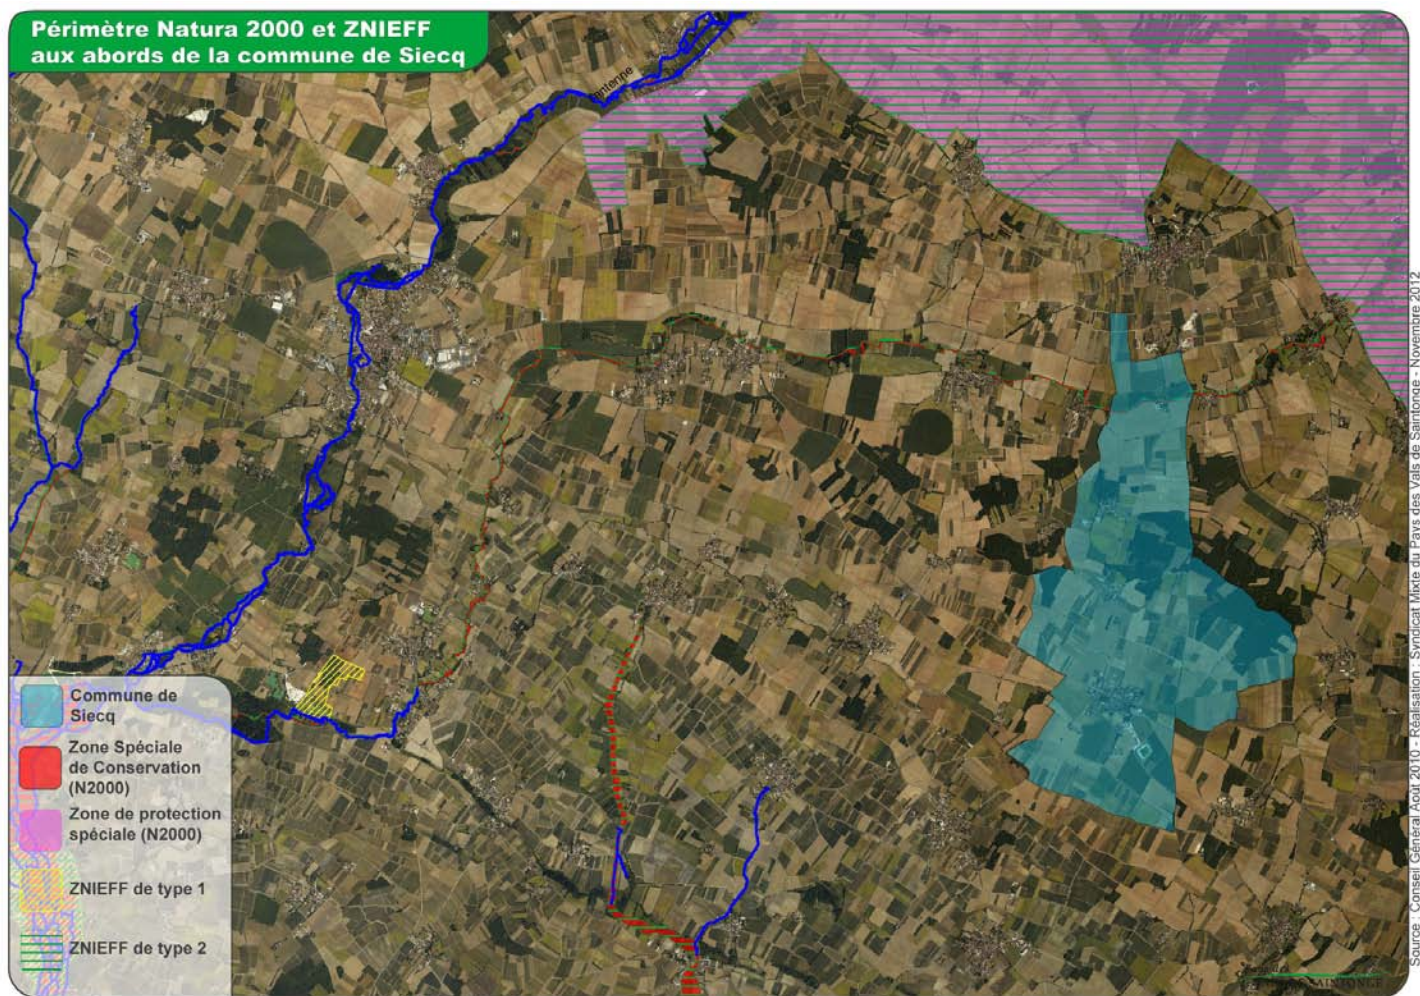 Périmètre Natura 2000 et ZNIEFF
aux abords de la commune de Siecq
Commune de
Siecq
Zone Spéciale
de Conservation
(N2000)
Zone de protection
spéciale (N2000)
ZNIEFF de type 1
ZNIEFF de type 2
Source : Conseil Général Août 2010 - Réalisation : Syndicat Mixte du Pays des Vals de Saintonge - Novembre 2012